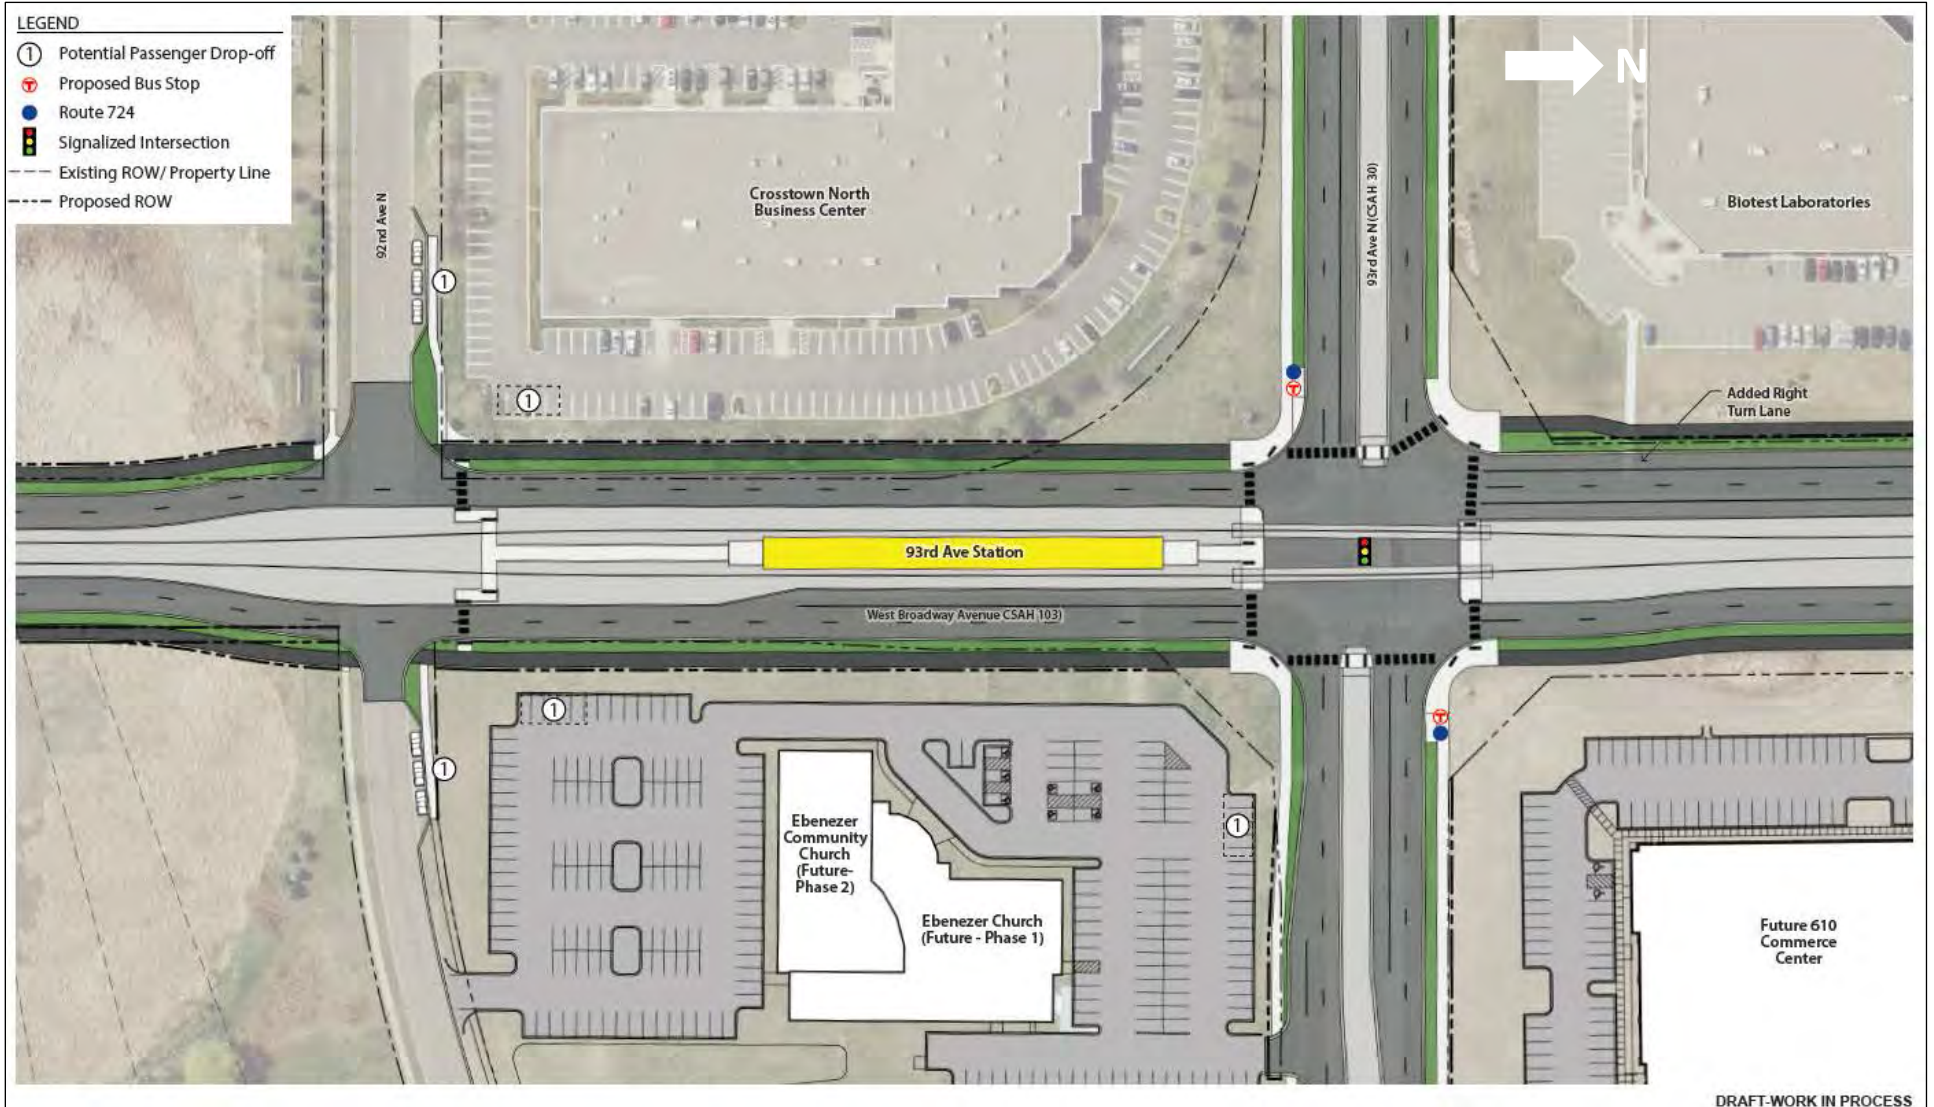 LEGEND
1 Potential Passenger Drop-off
T Proposed Bus Stop
Route 724
Signalized Intersection
Existing ROW/ Property Line
Proposed ROW
N
92nd Ave N
Crosstown North
Business Center
93rd Ave N (CSAH 30)
Biotest Laboratories
1
1
T
Added Right
Turn Lane
93rd Ave Station
West Broadway Avenue CSAH 103)
1
T
1
1
Ebenezer
Community
Church
(Future-
Phase 2)
Ebenezer Church
(Future - Phase 1)
Future 610
Commerce
Center
DRAFT-WORK IN PROCESS